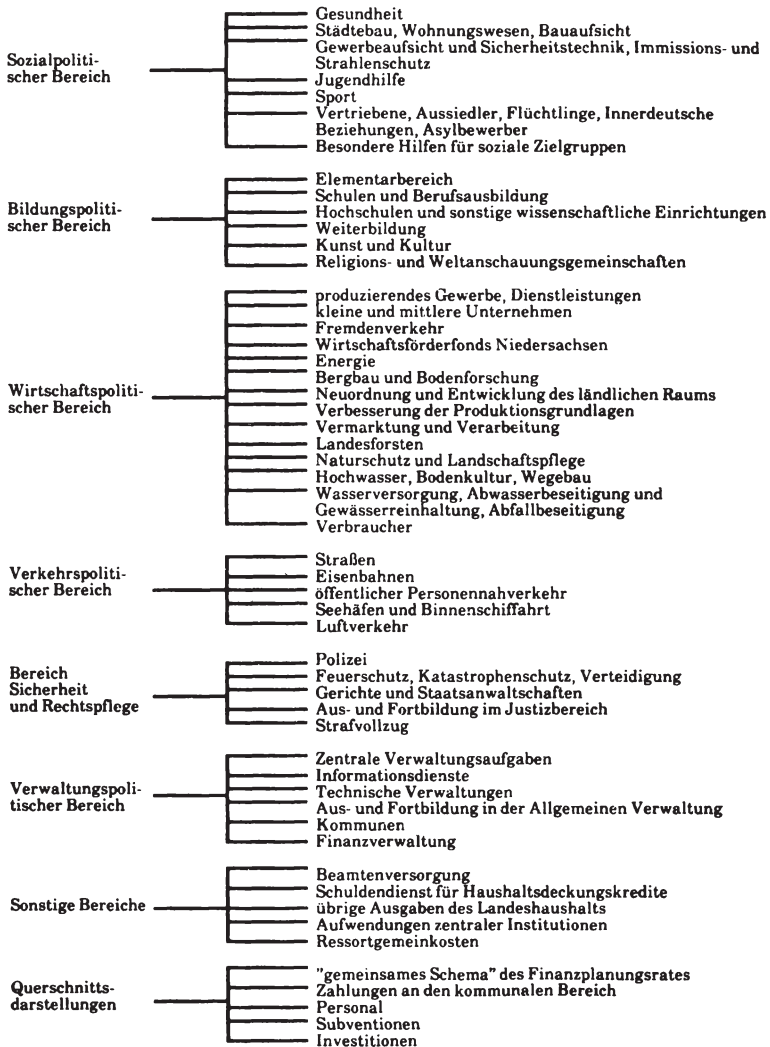 Sozialpoliti-
scher Bereich
Gesundheit
Städtebau, Wohnungswesen, Bauaufsicht
Gewerbeaufsicht und Sicherheitstechnik, Immissions- und
Strahlenschutz
Jugendhilfe
Sport
Vertriebene, Aussiedler, Flüchtlinge, Innerdeutsche
Beziehungen, Asylbewerber
Besondere Hilfen für soziale Zielgruppen
Bildungspoliti-
scher Bereich
Elementarbereich
Schulen und Berufsausbildung
Hochschulen und sonstige wissenschaftliche Einrichtungen
Weiterbildung
Kunst und Kultur
Religions- und Weltanschauungsgemeinschaften
Wirtschaftspoliti-
scher Bereich
produzierendes Gewerbe, Dienstleistungen
kleine und mittlere Unternehmen
Fremdenverkehr
Wirtschaftsförderfonds Niedersachsen
Energie
Bergbau und Bodenforschung
Neuordnung und Entwicklung des ländlichen Raums
Verbesserung der Produktionsgrundlagen
Vermarktung und Verarbeitung
Landesforsten
Naturschutz und Landschaftspflege
Hochwasser, Bodenkultur, Wegebau
Wasserversorgung, Abwasserbeseitigung und
Gewässerreinhaltung, Abfallbeseitigung
Verbraucher
Verkehrspoliti-
scher Bereich
Straßen
Eisenbahnen
öffentlicher Personennahverkehr
Seehäfen und Binnenschiffahrt
Luftverkehr
Bereich
Sicherheit
und Rechtspflege
Polizei
Feuerschutz, Katastrophenschutz, Verteidigung
Gerichte und Staatsanwaltschaften
Aus- und Fortbildung im Justizbereich
Strafvollzug
Verwaltungspoli-
tischer Bereich
Zentrale Verwaltungsaufgaben
Informationsdienste
Technische Verwaltungen
Aus- und Fortbildung in der Allgemeinen Verwaltung
Kommunen
Finanzverwaltung
Sonstige Bereiche
Beamtenversorgung
Schuldendienst für Haushaltsdeckungskredite
übrige Ausgaben des Landeshaushalts
Aufwendungen zentraler Institutionen
Ressortgemeinkosten
Querschnitts-
darstellungen
"gemeinsames Schema" des Finanzplanungsrates
Zahlungen an den kommunalen Bereich
Personal
Subventionen
Investitionen